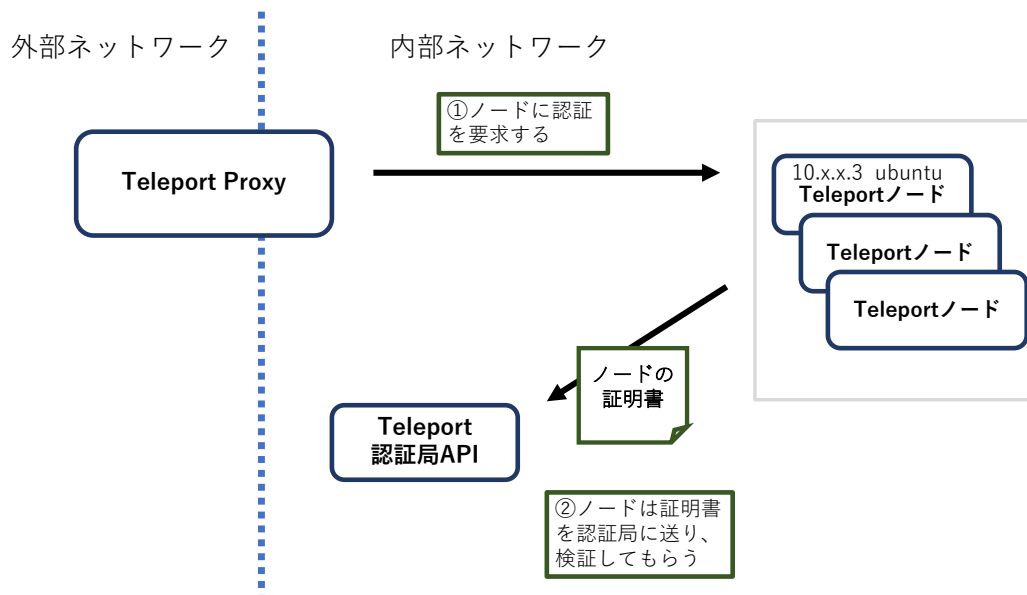 外部ネットワーク
内部ネットワーク
①ノードに認証
を要求する
Teleport Proxy
10.x.x.3 ubuntu
Teleportノード
Teleportノード
Teleportノード
ノードの
証明書
Teleport
認証局API
②ノードは証明書
を認証局に送り、
検証してもらう